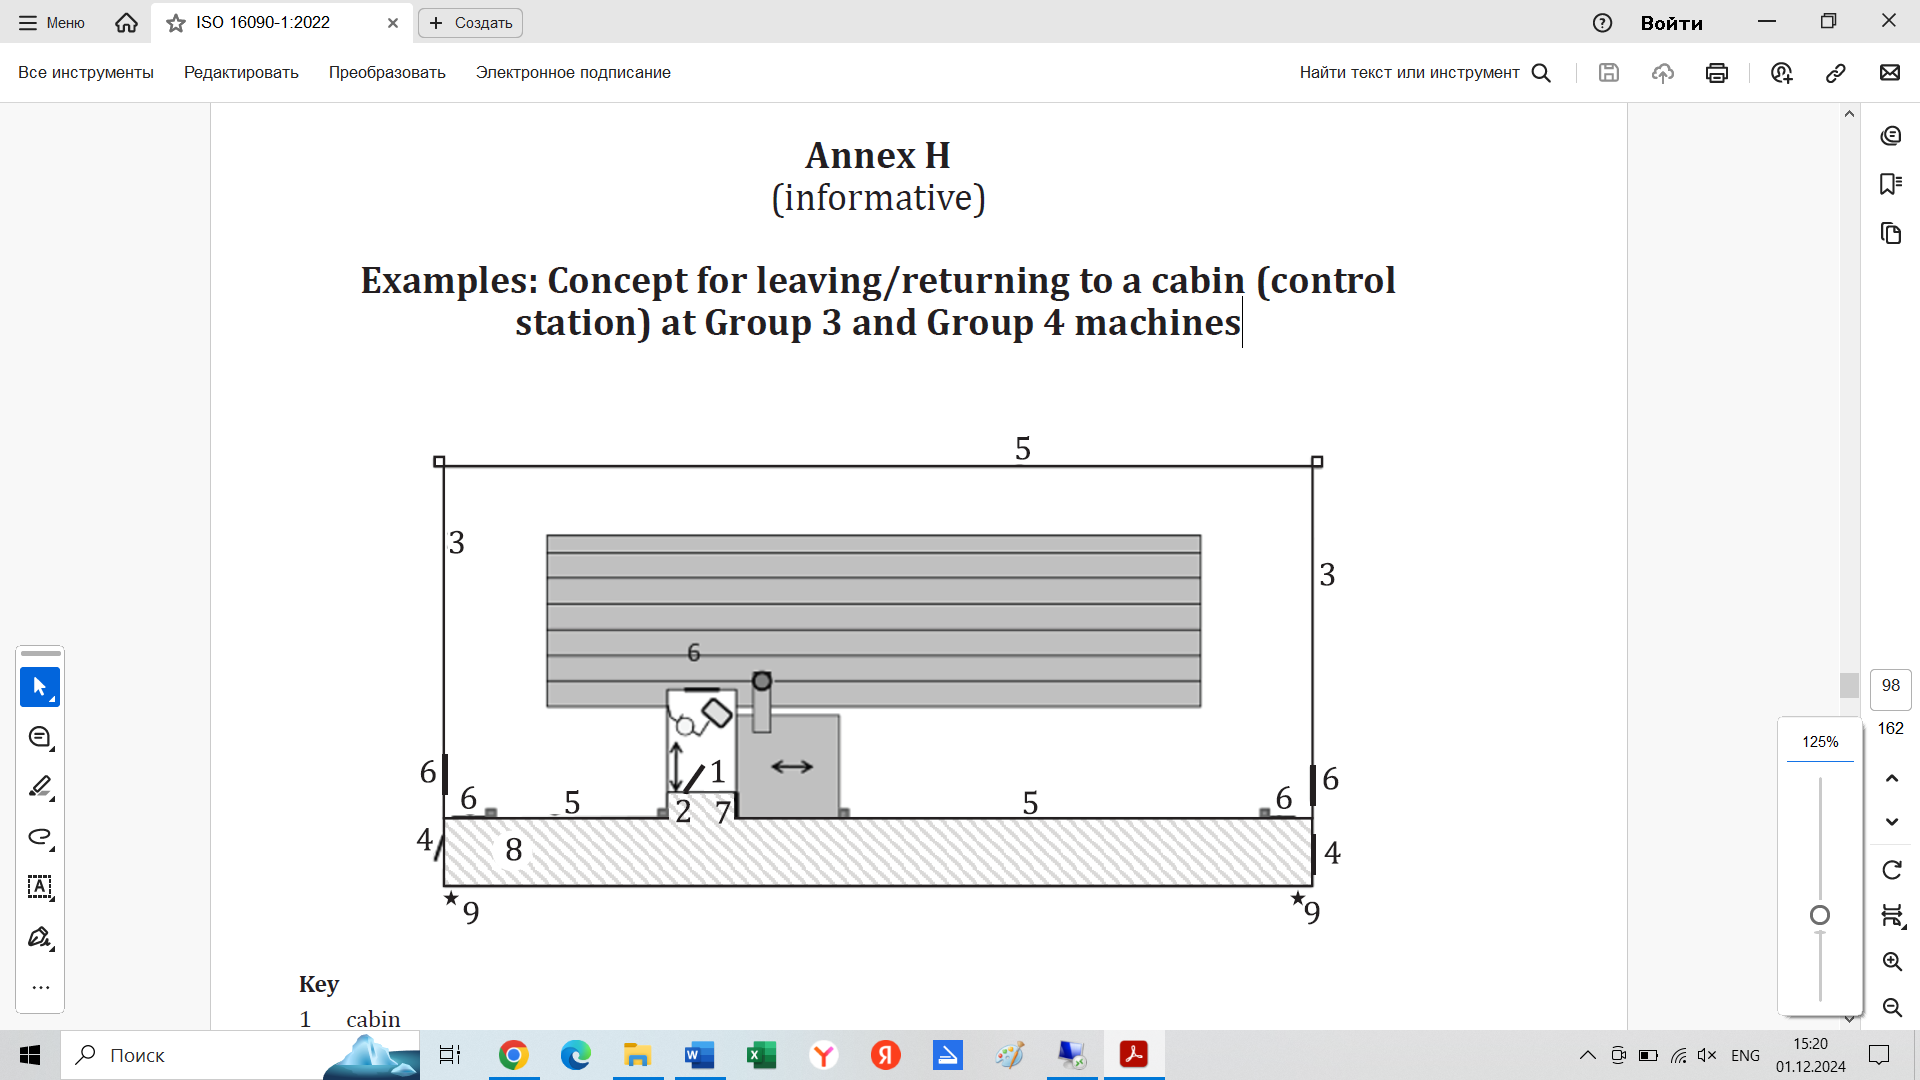 Меню
ISO 16090-1:2022
Создать
Войти
Все инструменты
Редактировать
Преобразовать
Электронное подписание
Найти текст или инструмент
Annex H
(informative)
Examples: Concept for leaving/returning to a cabin (control
station) at Group 3 and Group 4 machines
5
3
3
6
6 1 6
6 5 2 7 5 6
4 8 4
9 9
Key
1 cabin
A
98
162
125%
Поиск
W
X
Y
Я
ENG
15:20
01.12.2024